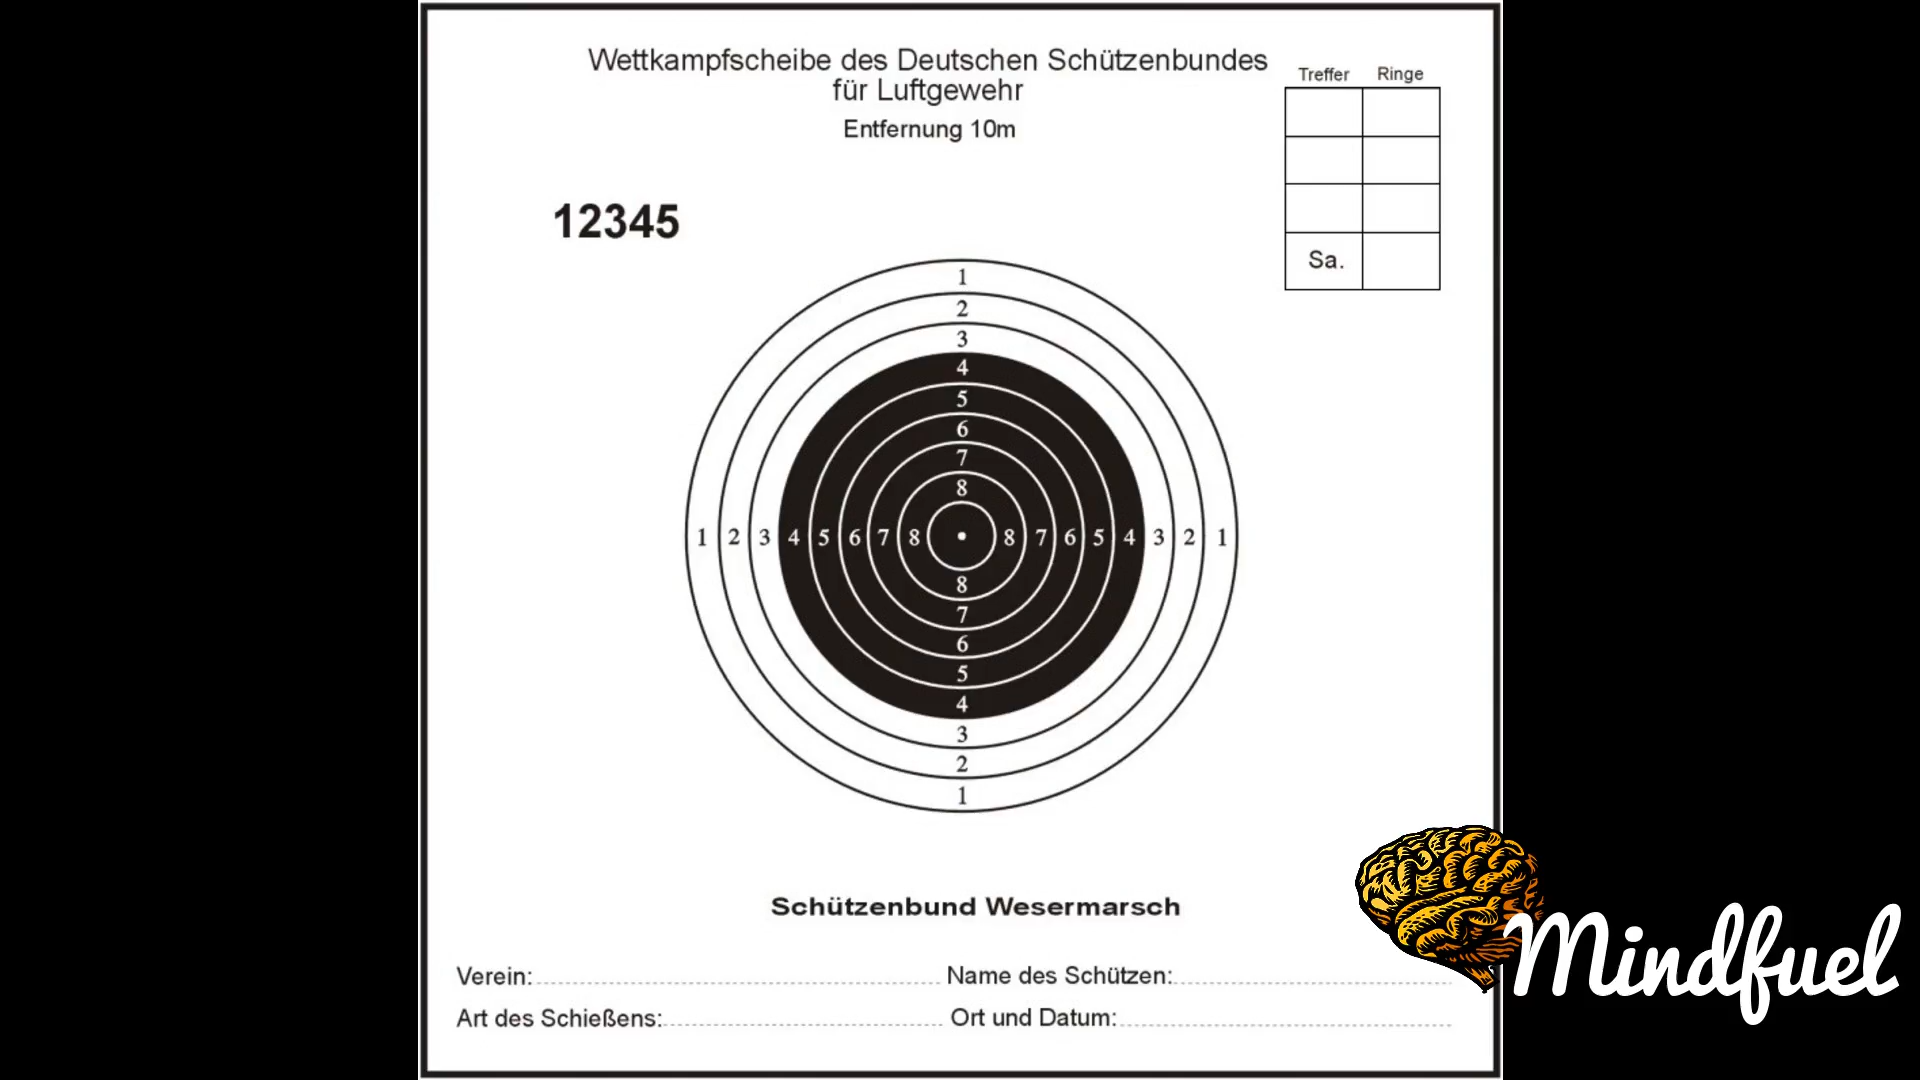 Wettkampfscheibe des Deutschen Schützenbundes
für Luftgewehr
Entfernung 10m
Treffer Ringe
Sa.
12345
1
2
3
4
5
6
7
8
1 2 3 4 5 6 7 8 8 7 6 5 4 3 2 1
8
7
6
5
4
3
2
1
Schützenbund Wesermarsch
Verein: Name des Schützen:
Art des Schießens: Ort und Datum:
Mindfuel